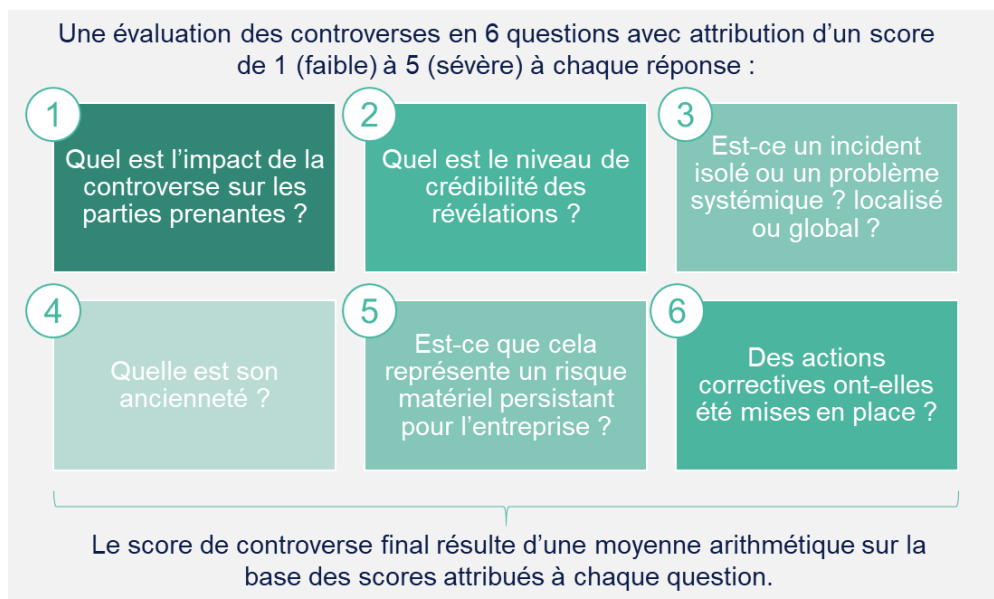 Une évaluation des controverses en 6 questions avec attribution d’un score
de 1 (faible) à 5 (sévère) à chaque réponse :
1
Quel est l’impact de la
controverse sur les
parties prenantes ?
2
Quel est le niveau de
crédibilité des
révélations ?
3
Est-ce un incident
isolé ou un problème
systémique ? localisé
ou global ?
4
Quelle est son
ancienneté ?
5
Est-ce que cela
représente un risque
matériel persistant
pour l’entreprise ?
6
Des actions
correctives ont-elles
été mises en place ?
Le score de controverse final résulte d’une moyenne arithmétique sur la
base des scores attribués à chaque question.